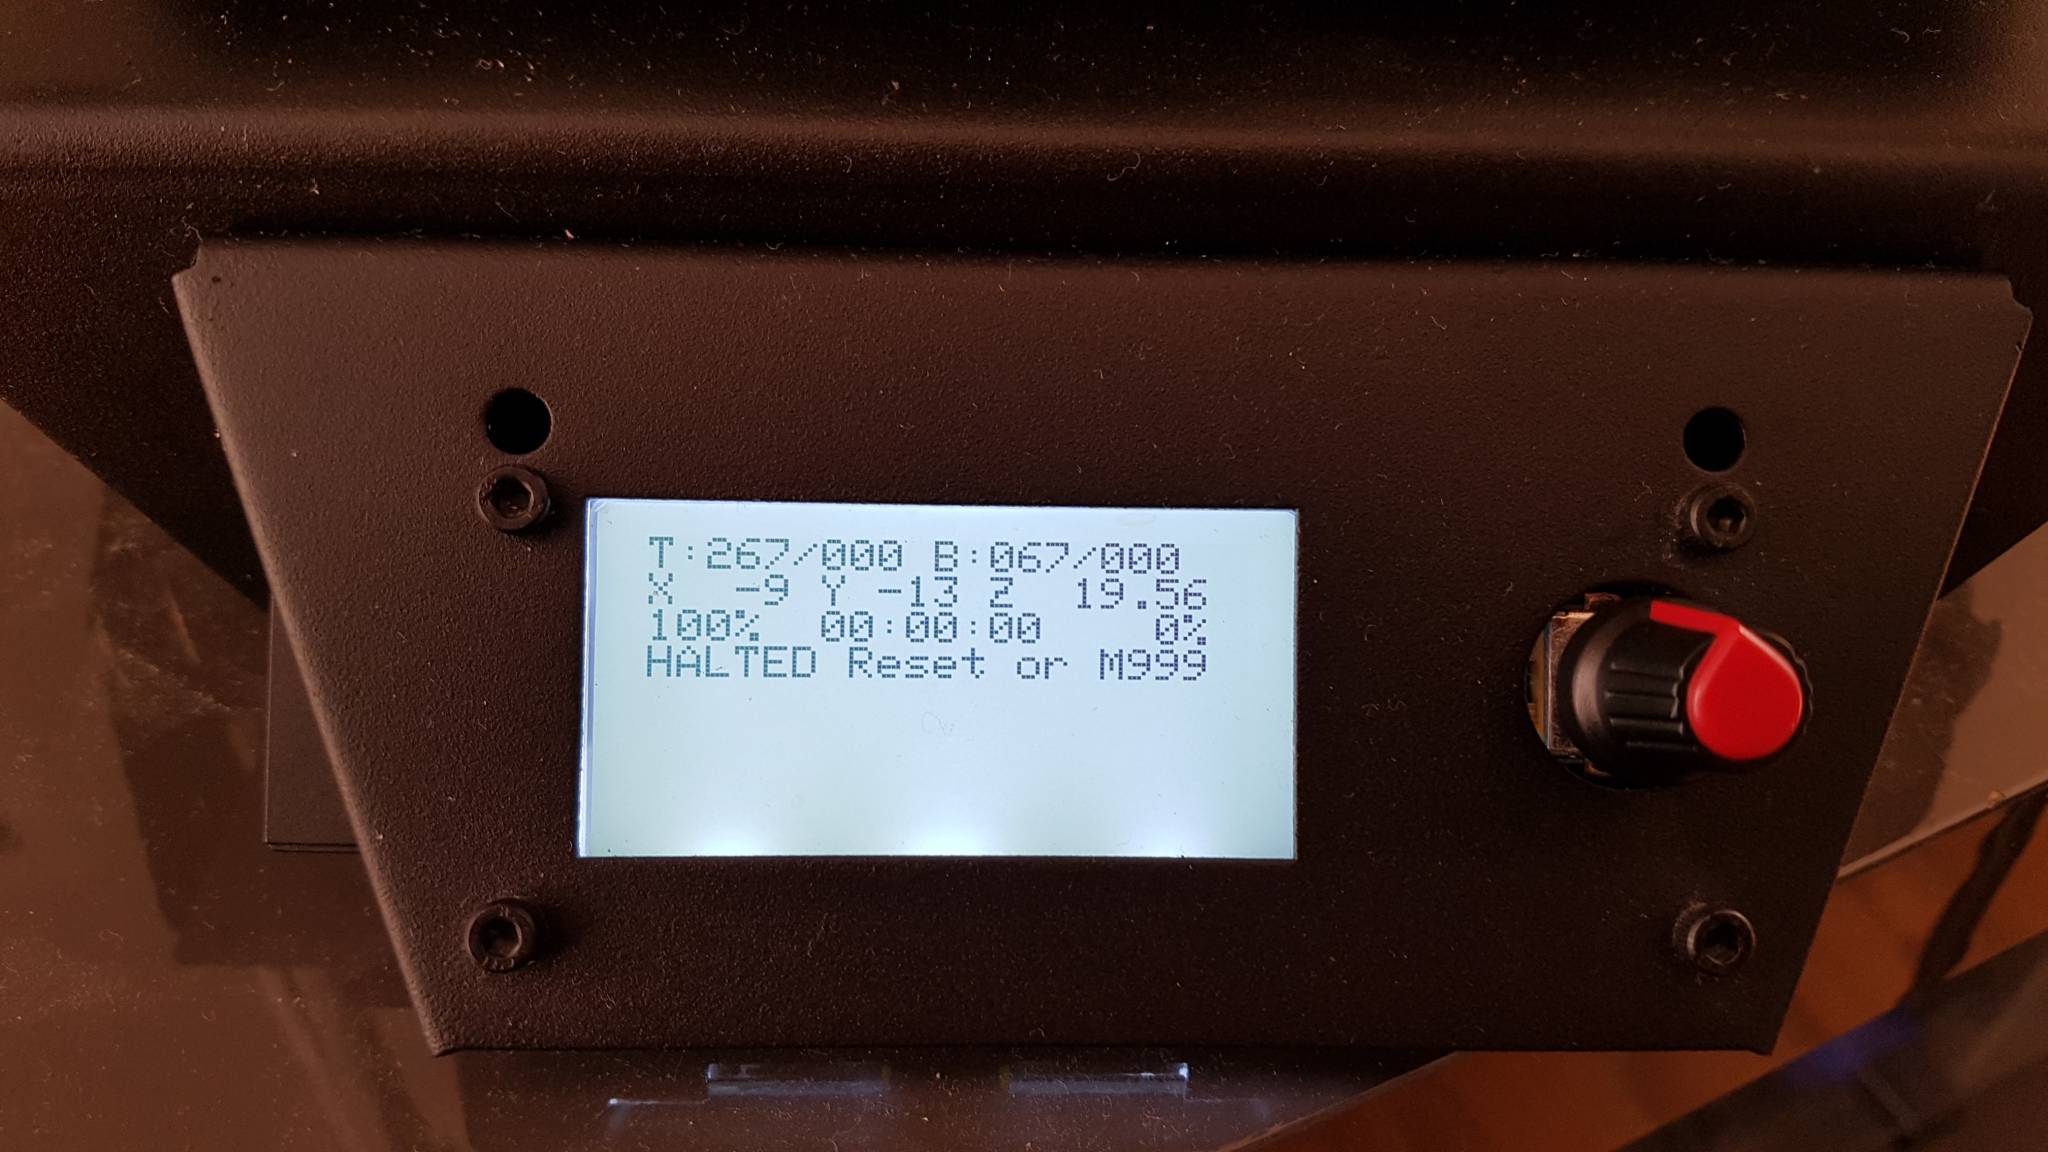 T:267/000 B:067/000
X -9 Y -13 Z 19.56
100% 00:00:00 0%
HALTED Reset or M999